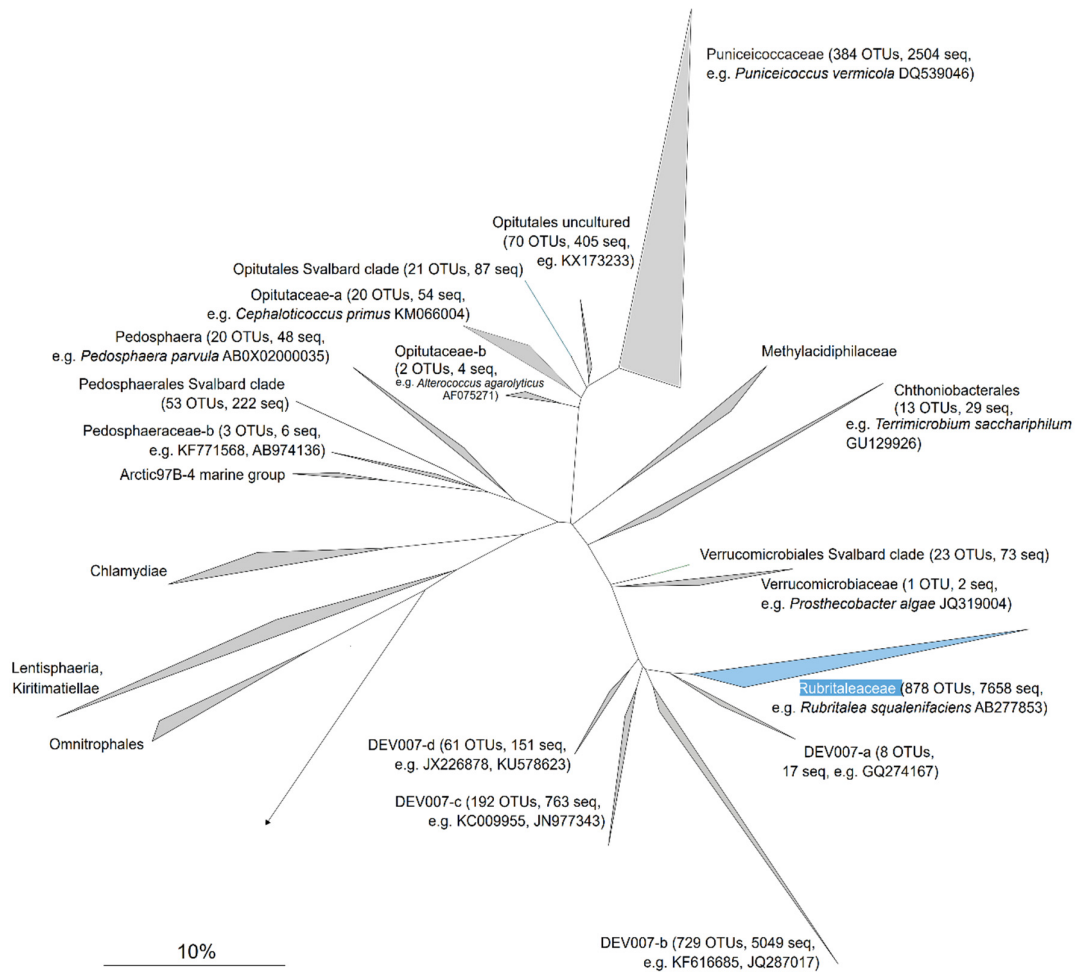 Puniceicoccaceae (384 OTUs, 2504 seq,
e.g. Puniceicoccus vermicola DQ539046)
Opitutales uncultured
(70 OTUs, 405 seq,
eg. KX173233)
Opitutales Svalbard clade (21 OTUs, 87 seq)
Opitutaceae-a (20 OTUs, 54 seq,
e.g. Cephaloticoccus primus KM066004)
Pedosphaera (20 OTUs, 48 seq,
e.g. Pedosphaera parvula AB0X02000035)
Opitutaceae-b
(2 OTUs, 4 seq,
e.g. Alterococcus agarolyticus
AF075271)
Methylacidiphilaceae
Pedosphaerales Svalbard clade
(53 OTUs, 222 seq)
Chthoniobacterales
(13 OTUs, 29 seq,
e.g. Terrimicrobium sacchariphilum
GU129926)
Pedosphaeraceae-b (3 OTUs, 6 seq,
e.g. KF771568, AB974136)
Arctic97B-4 marine group
Chlamydiae
Verrucomicrobiales Svalbard clade (23 OTUs, 73 seq)
Verrucomicrobiaceae (1 OTU, 2 seq,
e.g. Prosthecobacter algae JQ319004)
Lentisphaeria,
Kiritimatiellae
Rubritaleaceae (878 OTUs, 7658 seq,
e.g. Rubritalea squalenifaciens AB277853)
Omnitrophales
DEV007-d (61 OTUs, 151 seq,
e.g. JX226878, KU578623)
DEV007-a (8 OTUs,
17 seq, e.g. GQ274167)
DEV007-c (192 OTUs, 763 seq,
e.g. KC009955, JN977343)
DEV007-b (729 OTUs, 5049 seq,
e.g. KF616685, JQ287017)
10%